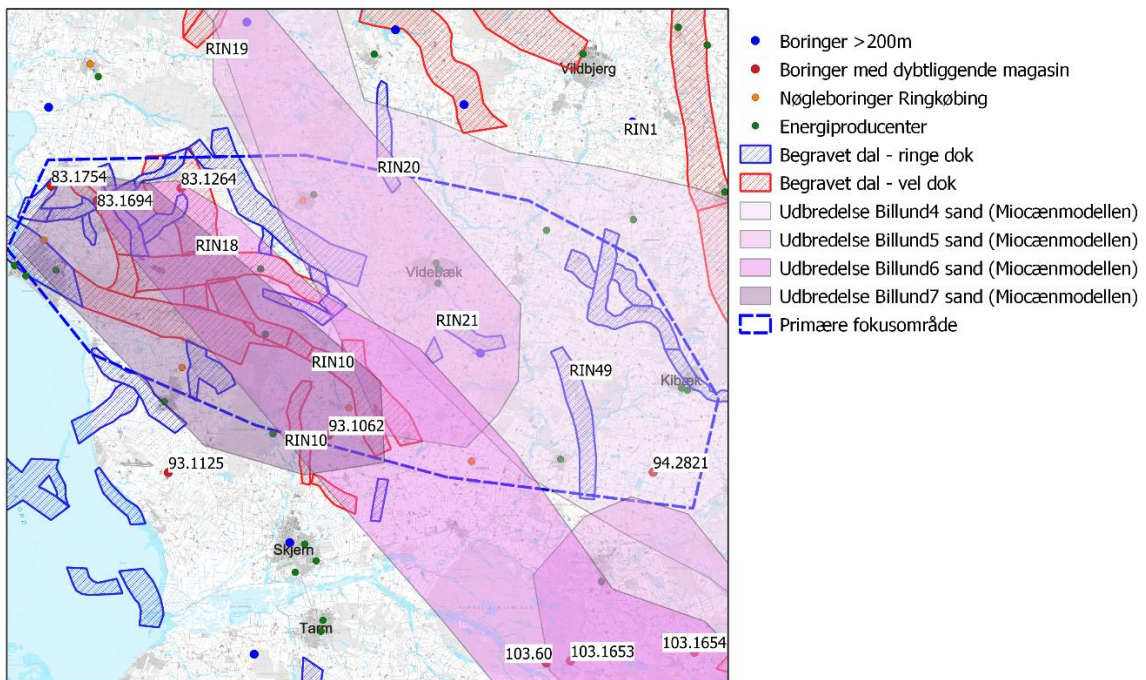 RIN19
Vildbjerg
RIN1
RIN20
83.1754
83.1264
83.1694
RIN18
Videbæk
RIN21
RIN10
RIN49
Kibæk
93.1062
RIN10
93.1125
94.2821
Skjern
Tarm
103.60
103.1653
103.1654
Boringer >200m
Boringer med dybtliggende magasin
Nøgleboringer Ringkøbing
Energiproducenter
Begravet dal - ringe dok
Begravet dal - vel dok
Udbredelse Billund4 sand (Miocænmodellen)
Udbredelse Billund5 sand (Miocænmodellen)
Udbredelse Billund6 sand (Miocænmodellen)
Udbredelse Billund7 sand (Miocænmodellen)
Primære fokusområde